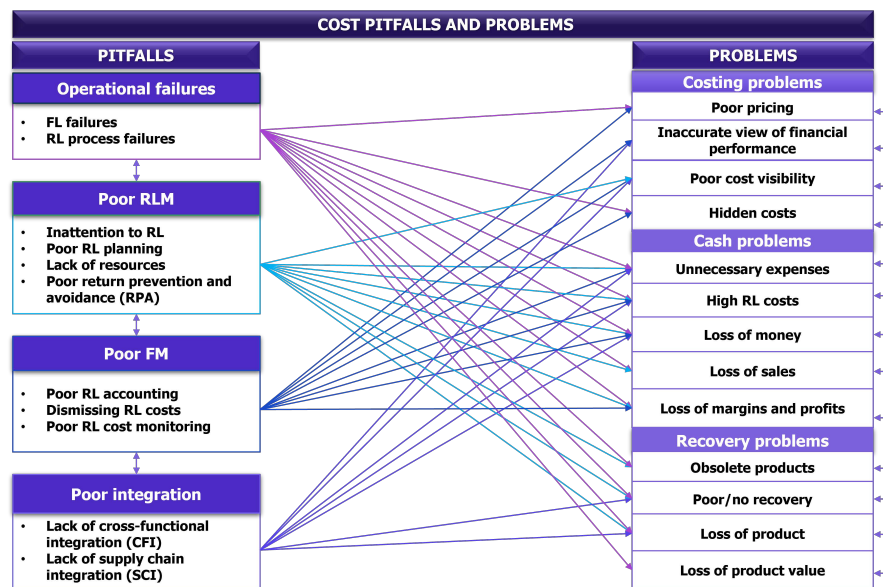 COST PITFALLS AND PROBLEMS
PITFALLS
Operational failures
• FL failures
• RL process failures
Poor RLM
• Inattention to RL
• Poor RL planning
• Lack of resources
• Poor return prevention and
avoidance (RPA)
Poor FM
• Poor RL accounting
• Dismissing RL costs
• Poor RL cost monitoring
Poor integration
• Lack of cross-functional
integration (CFI)
• Lack of supply chain
integration (SCI)
PROBLEMS
Costing problems
Poor pricing
Inaccurate view of financial
performance
Poor cost visibility
Hidden costs
Cash problems
Unnecessary expenses
High RL costs
Loss of money
Loss of sales
Loss of margins and profits
Recovery problems
Obsolete products
Poor/no recovery
Loss of product
Loss of product value